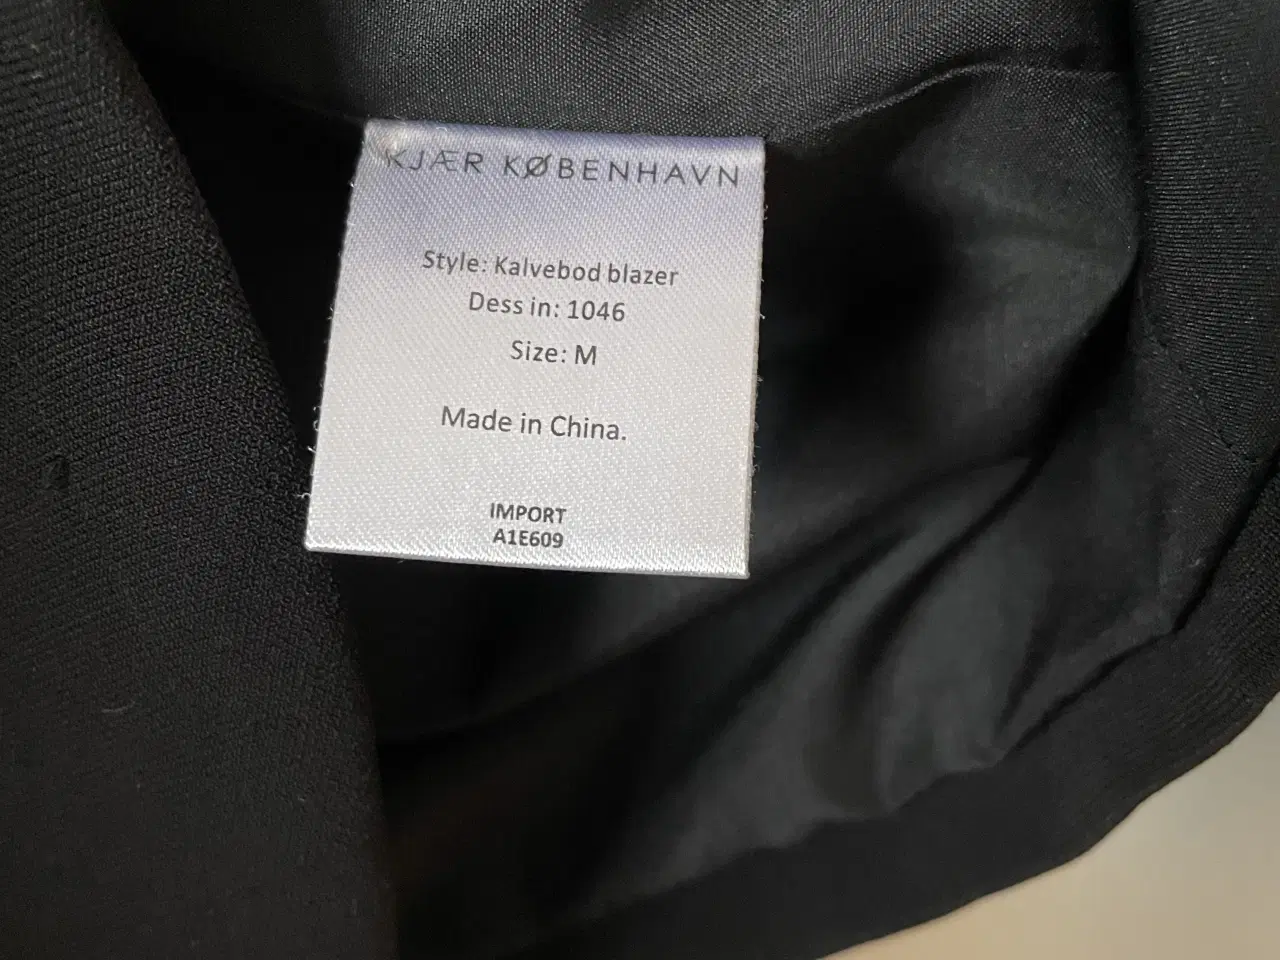 KJÆR KØBENHAVN
Style: Kalvebod blazer
Dess in: 1046
Size: M
Made in China.
IMPORT
A1E609